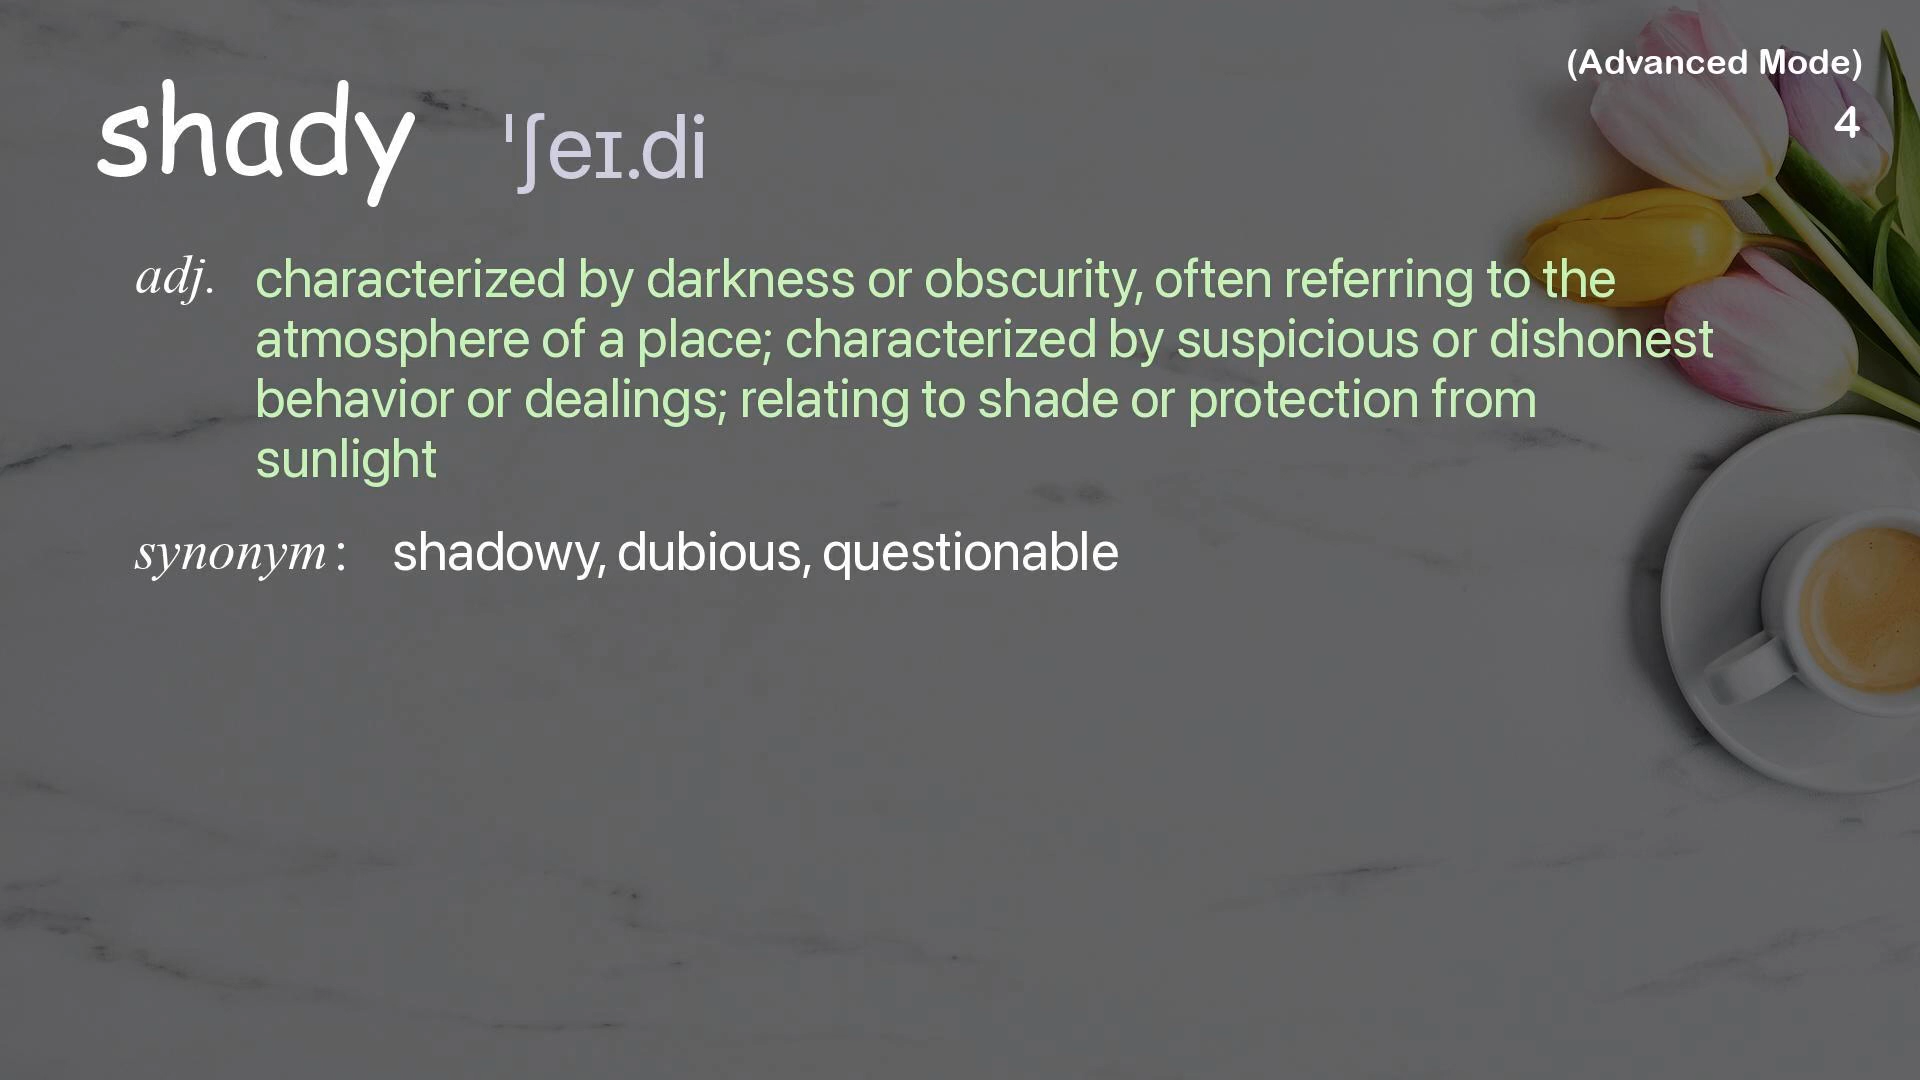 (Advanced Mode)
4
shady ˈʃeɪ.di
adj. characterized by darkness or obscurity, often referring to the
atmosphere of a place; characterized by suspicious or dishonest
behavior or dealings; relating to shade or protection from
sunlight
synonym : shadowy, dubious, questionable